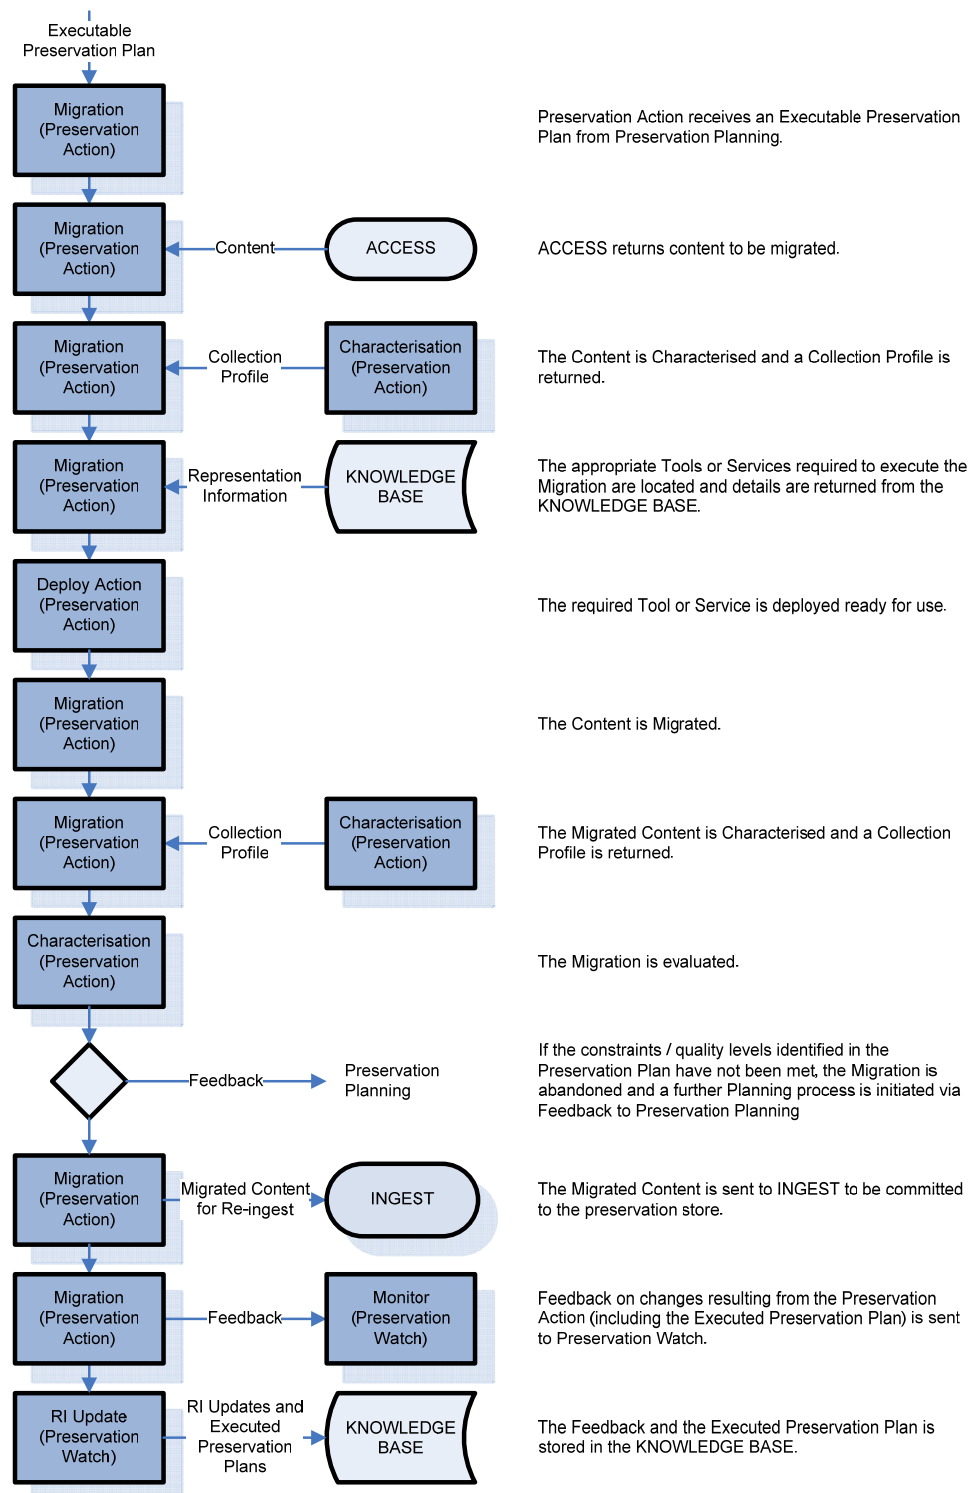 Executable
Preservation Plan
Migration
(Preservation
Action)
Preservation Action receives an Executable Preservation
Plan from Preservation Planning.
Migration
(Preservation
Action)
Content
ACCESS
ACCESS returns content to be migrated.
Migration
(Preservation
Action)
Collection
Profile
Characterisation
(Preservation
Action)
The Content is Characterised and a Collection Profile is
returned.
Migration
(Preservation
Action)
Representation
Information
KNOWLEDGE
BASE
The appropriate Tools or Services required to execute the
Migration are located and details are returned from the
KNOWLEDGE BASE.
Deploy Action
(Preservation
Action)
The required Tool or Service is deployed ready for use.
Migration
(Preservation
Action)
The Content is Migrated.
Migration
(Preservation
Action)
Collection
Profile
Characterisation
(Preservation
Action)
The Migrated Content is Characterised and a Collection
Profile is returned.
Characterisation
(Preservation
Action)
The Migration is evaluated.
Feedback
Preservation
Planning
If the constraints / quality levels identified in the
Preservation Plan have not been met, the Migration is
abandoned and a further Planning process is initiated via
Feedback to Preservation Planning
Migration
(Preservation
Action)
Migrated Content
for Re-ingest
INGEST
The Migrated Content is sent to INGEST to be committed
to the preservation store.
Migration
(Preservation
Action)
Feedback
Monitor
(Preservation
Watch)
Feedback on changes resulting from the Preservation
Action (including the Executed Preservation Plan) is sent
to Preservation Watch.
RI Update
(Preservation
Watch)
RI Updates and
Executed
Preservation
Plans
KNOWLEDGE
BASE
The Feedback and the Executed Preservation Plan is
stored in the KNOWLEDGE BASE.